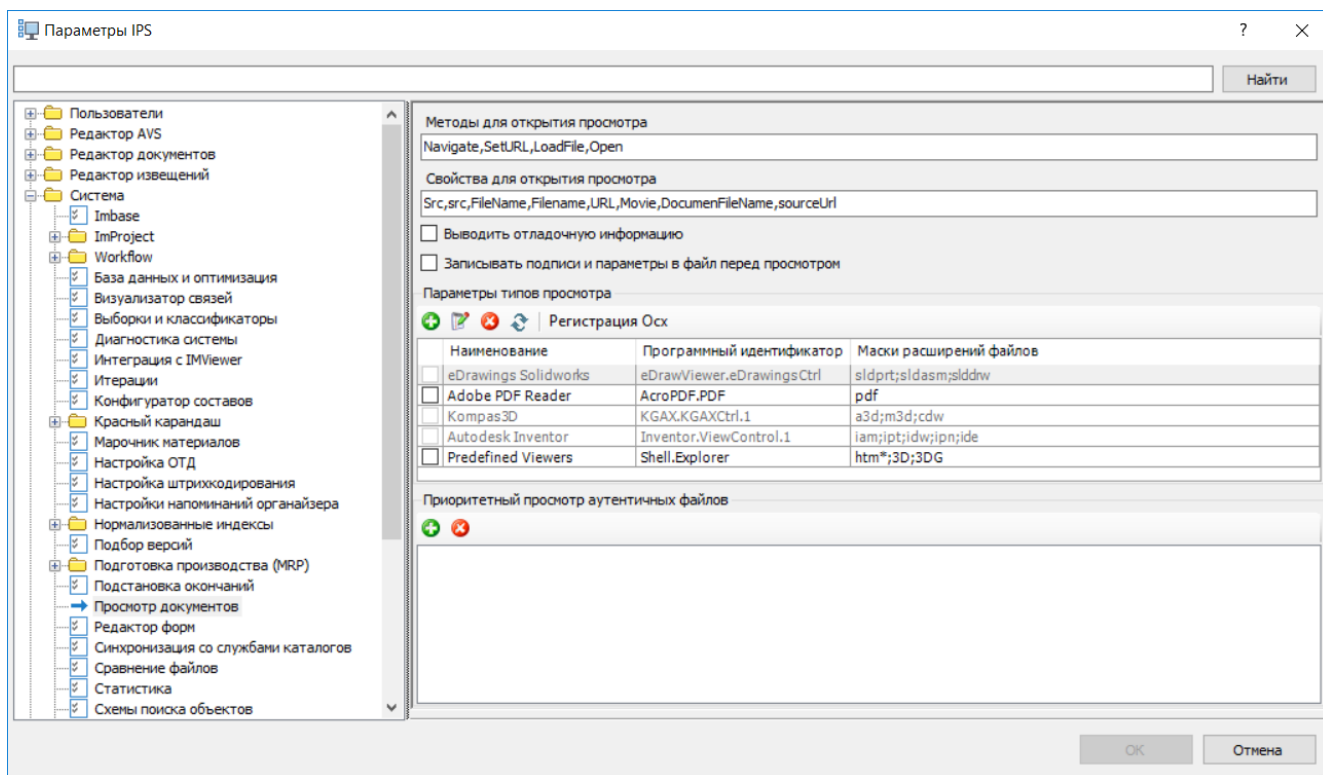 Параметры IPS
?
Найти
Пользователи
Редактор AVS
Редактор документов
Редактор извещений
Система
Imbase
ImProject
Workflow
База данных и оптимизация
Визуализатор связей
Выборки и классификаторы
Диагностика системы
Интеграция с IMViewer
Итерации
Конфигуратор составов
Красный карандаш
Марочник материалов
Настройка ОТД
Настройка штрихкодирования
Настройки напоминаний органайзера
Нормализованные индексы
Подбор версий
Подготовка производства (MRP)
Подстановка окончаний
Просмотр документов
Редактор форм
Синхронизация со службами каталогов
Сравнение файлов
Статистика
Схемы поиска объектов
Методы для открытия просмотра
Navigate,SetURL,LoadFile,Open
Свойства для открытия просмотра
Src,src,FileName,Filename,URL,Movie,DocumenFileName,sourceUrl
Выводить отладочную информацию
Записывать подписи и параметры в файл перед просмотром
Параметры типов просмотра
Регистрация Ocx
Наименование Программный идентификатор Маски расширений файлов
eDrawings Solidworks eDrawViewer.eDrawingsCtrl sldprt;sldasm;slddrw
Adobe PDF Reader AcroPDF.PDF pdf
Kompas3D KGAX.KGAXCtrl.1 a3d;m3d;cdw
Autodesk Inventor Inventor.ViewControl.1 iam;ipt;idw;ipn;ide
Predefined Viewers Shell.Explorer htm*;3D;3DG
Приоритетный просмотр аутентичных файлов
OK
Отмена